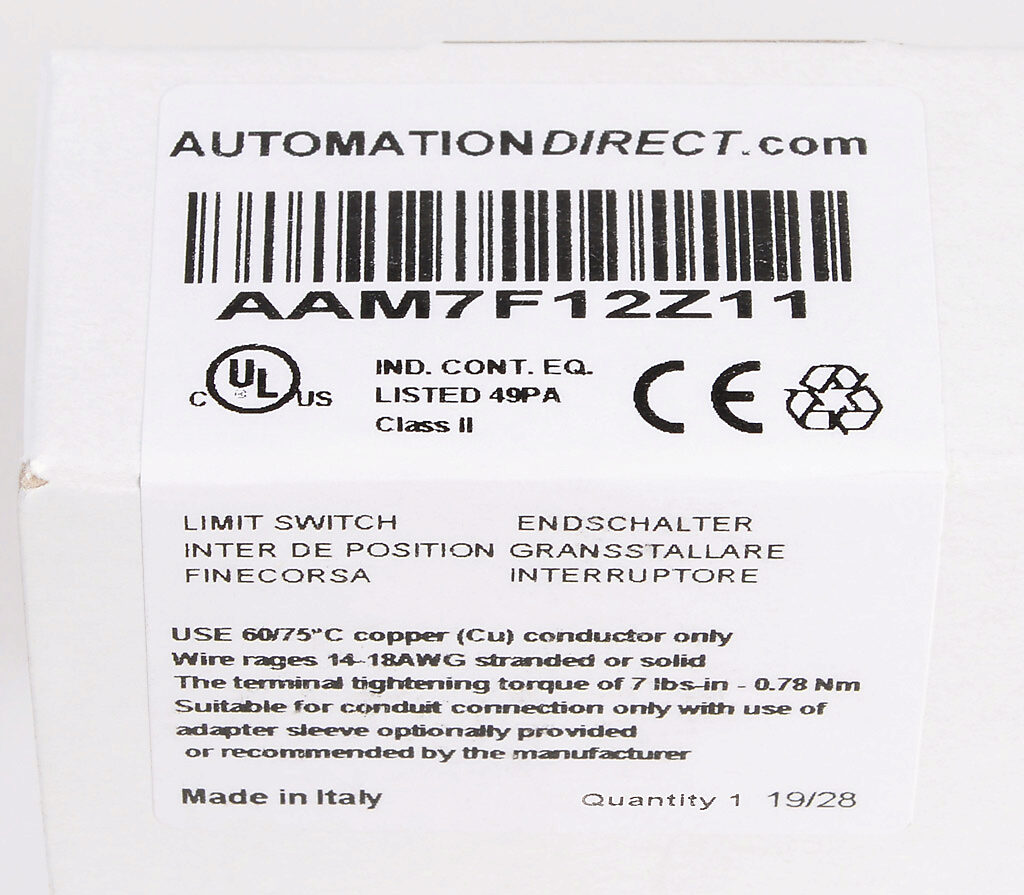 AUTOMATIONDIRECT.com
AAM7F12Z11
C UL US
IND. CONT. EQ.
LISTED 49PA
Class II
CE
LIMIT SWITCH ENDSCHALTER
INTER DE POSITION GRANSSTALLARE
FINECORSA INTERRUPTORE
USE 60/75°C copper (Cu) conductor only
Wire rages 14-18AWG stranded or solid
The terminal tightening torque of 7 lbs-in - 0.78 Nm
Suitable for conduit connection only with use of
adapter sleeve optionally provided
or recommended by the manufacturer
Made in Italy Quantity 1 19/28